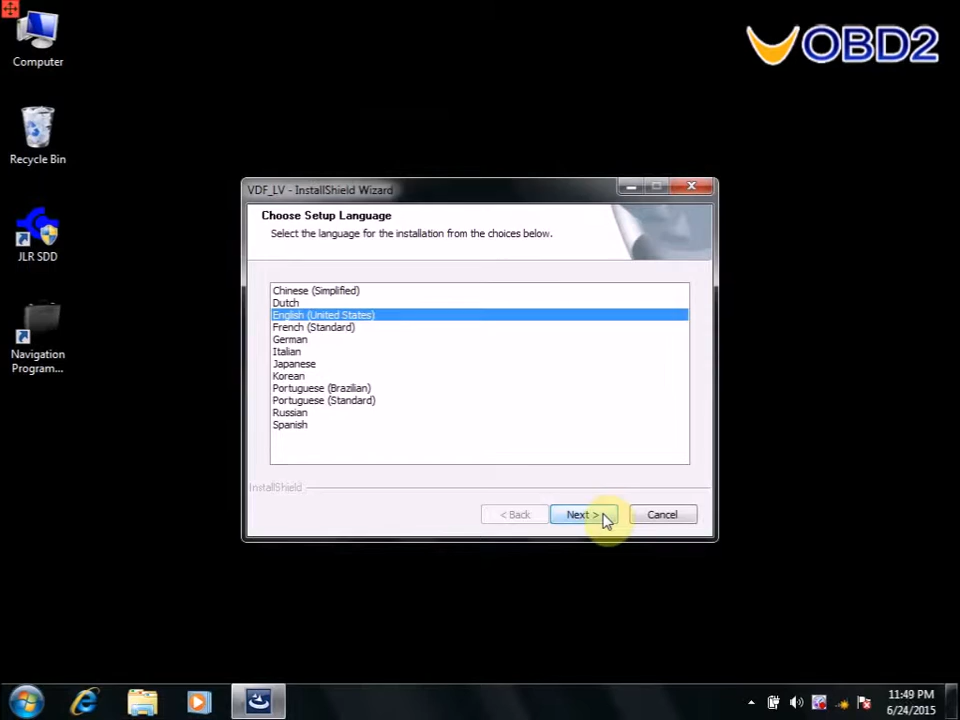 Computer
OBD2
Recycle Bin
JLR SDD
Navigation
Program...
VDF_LV - InstallShield Wizard
Choose Setup Language
Select the language for the installation from the choices below.
Chinese (Simplified)
Dutch
English (United States)
French (Standard)
German
Italian
Japanese
Korean
Portuguese (Brazilian)
Portuguese (Standard)
Russian
Spanish
InstallShield
< Back
Next >
Cancel
11:49 PM
6/24/2015